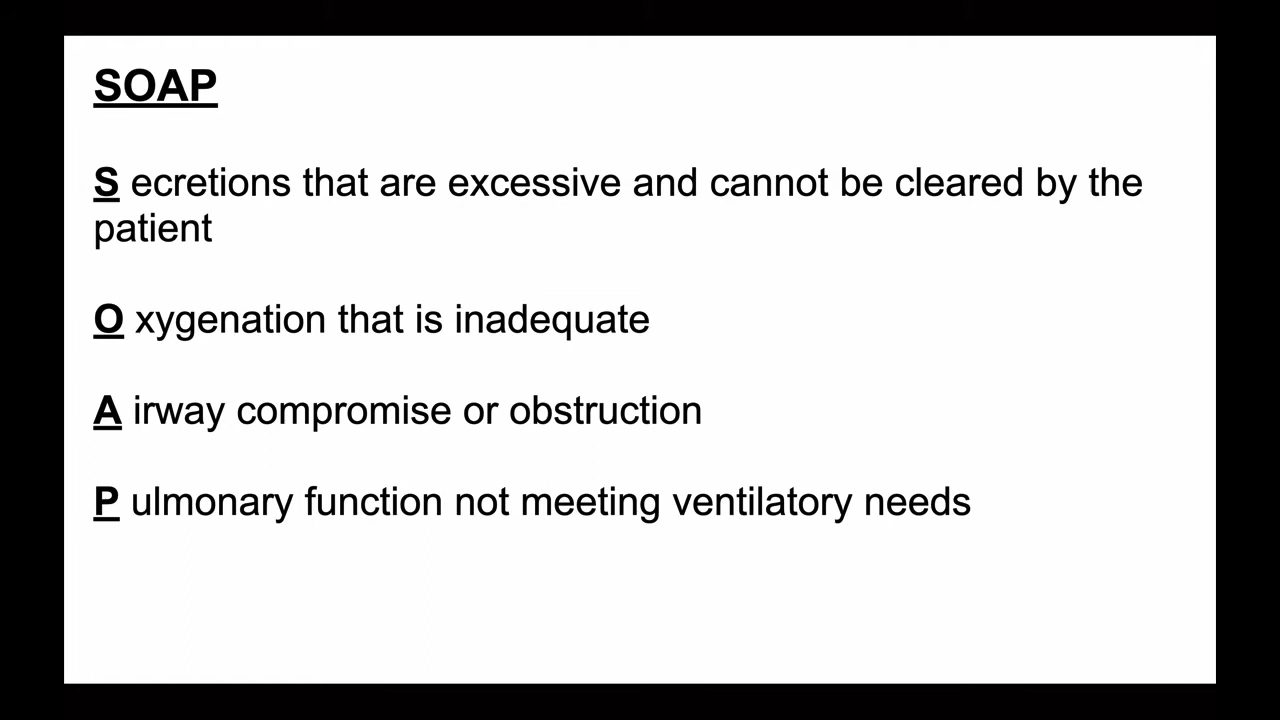 SOAP
S ecretions that are excessive and cannot be cleared by the
patient
O xygenation that is inadequate
A irway compromise or obstruction
P ulmonary function not meeting ventilatory needs